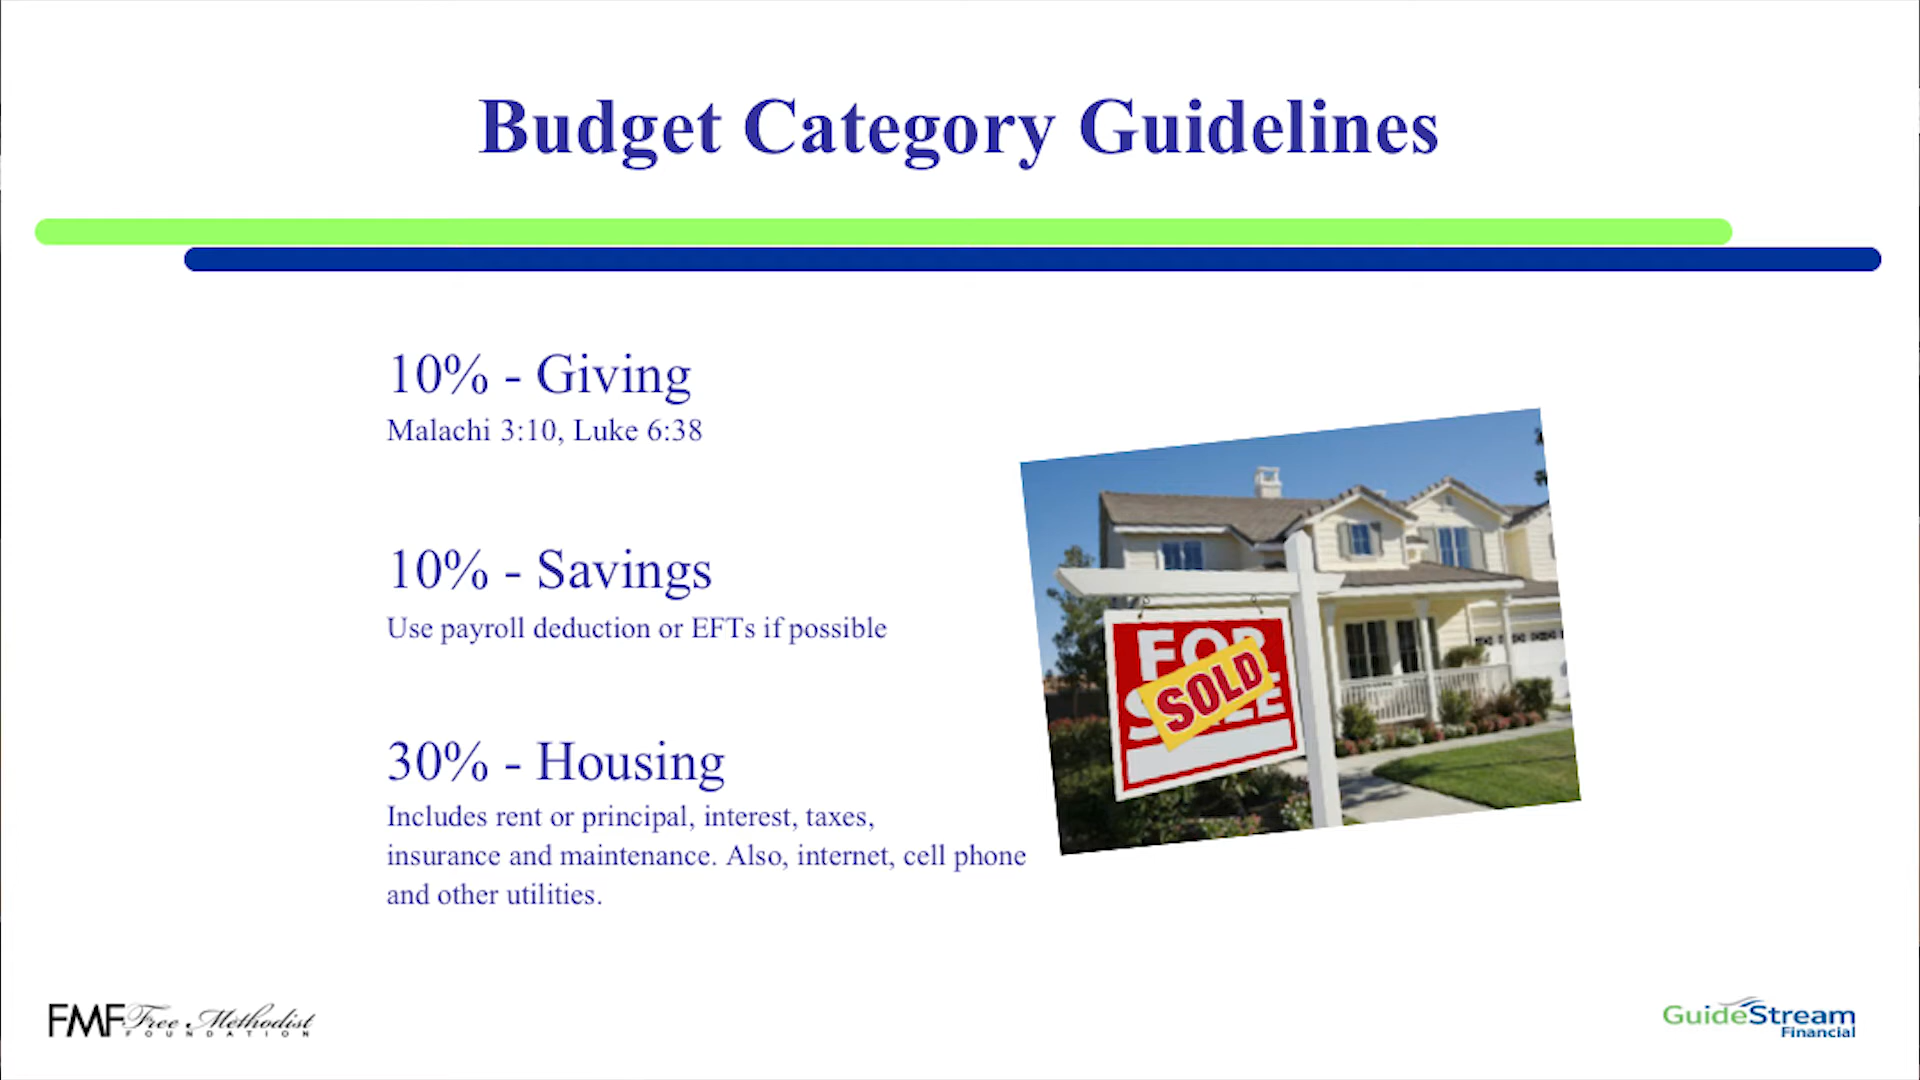 Budget Category Guidelines
10% - Giving
Malachi 3:10, Luke 6:38
10% - Savings
Use payroll deduction or EFTs if possible
30% - Housing
Includes rent or principal, interest, taxes,
insurance and maintenance. Also, internet, cell phone
and other utilities.
FOR
SALE
SOLD
FMF Free Methodist
FOUNDATION
GuideStream
Financial